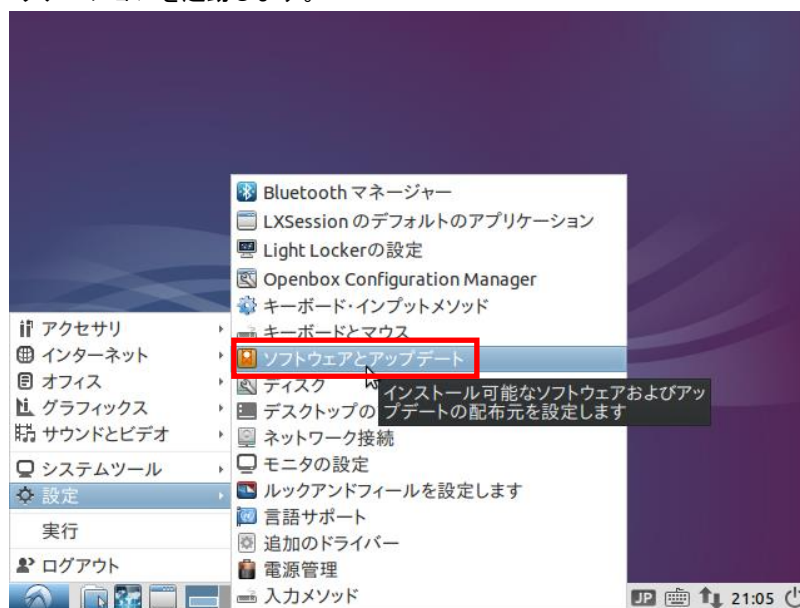 Bluetooth マネージャー
LXSession のデフォルトのアプリケーション
Light Lockerの設定
Openbox Configuration Manager
キーボード・インプットメソッド
キーボードとマウス
ソフトウェアとアップデート
ディスク
インストール可能なソフトウェアおよびアッ
プデートの配布元を設定します
デスクトップの
ネットワーク接続
モニタの設定
ルックアンドフィールを設定します
言語サポート
追加のドライバー
電源管理
入力メソッド
アクセサリ
インターネット
オフィス
グラフィックス
サウンドとビデオ
システムツール
設定
実行
ログアウト
JP
21:05